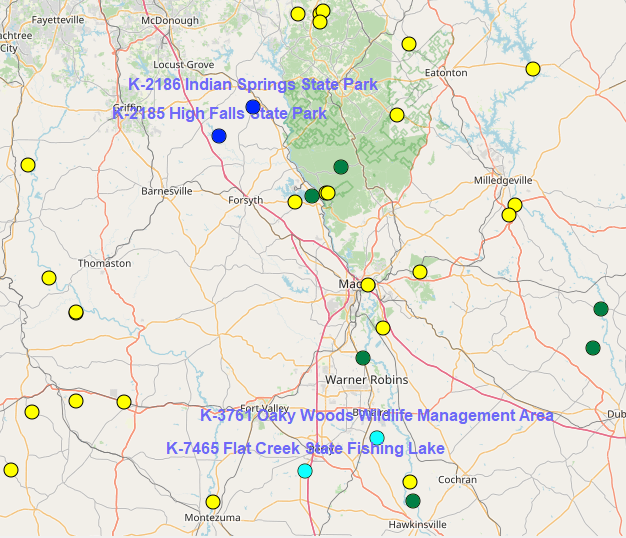 Fayetteville
McDonough
City
Locust Grove
Eatonton
K-2186 Indian Springs State Park
Griffin
K-2185 High Falls State Park
Milledgeville
Barnesville
Forsyth
Thomaston
Warner Robins
Fort Valley
K-3761 Oaky Woods Wildlife Management Area
Dub
K-7465 Flat Creek State Fishing Lake
Cochran
Montezuma
Hawkinsville